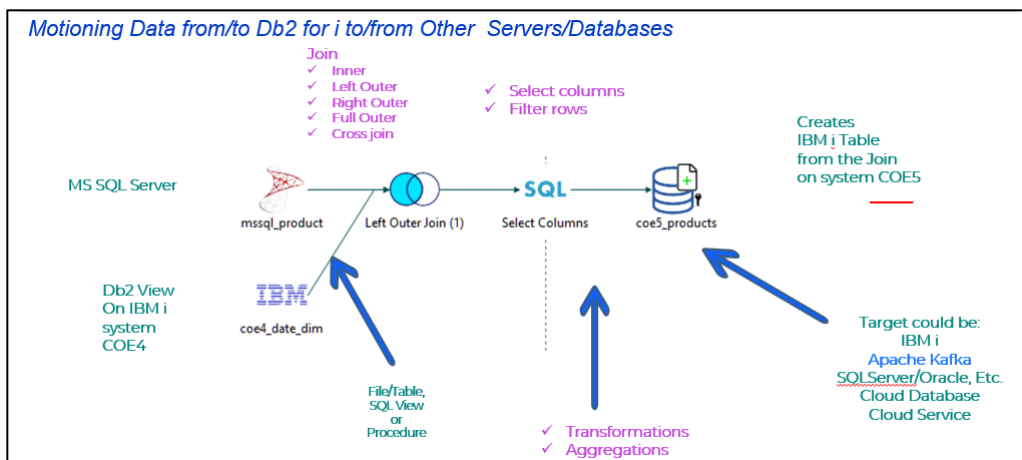 Motioning Data from/to Db2 for i to/from Other Servers/Databases
Join
✓ Inner
✓ Left Outer
✓ Right Outer
✓ Full Outer
✓ Cross join
✓ Select columns
✓ Filter rows
Creates
IBM i Table
from the Join
on system COE5
MS SQL Server
SQL
mssql_product
Left Outer Join (1)
Select Columns
coe5_products
Db2 View
On IBM i
system
COE4
IBM
coe4_date_dim
File/Table,
SQL View
or
Procedure
✓ Transformations
✓ Aggregations
Target could be:
IBM i
Apache Kafka
SQLServer/Oracle, Etc.
Cloud Database
Cloud Service